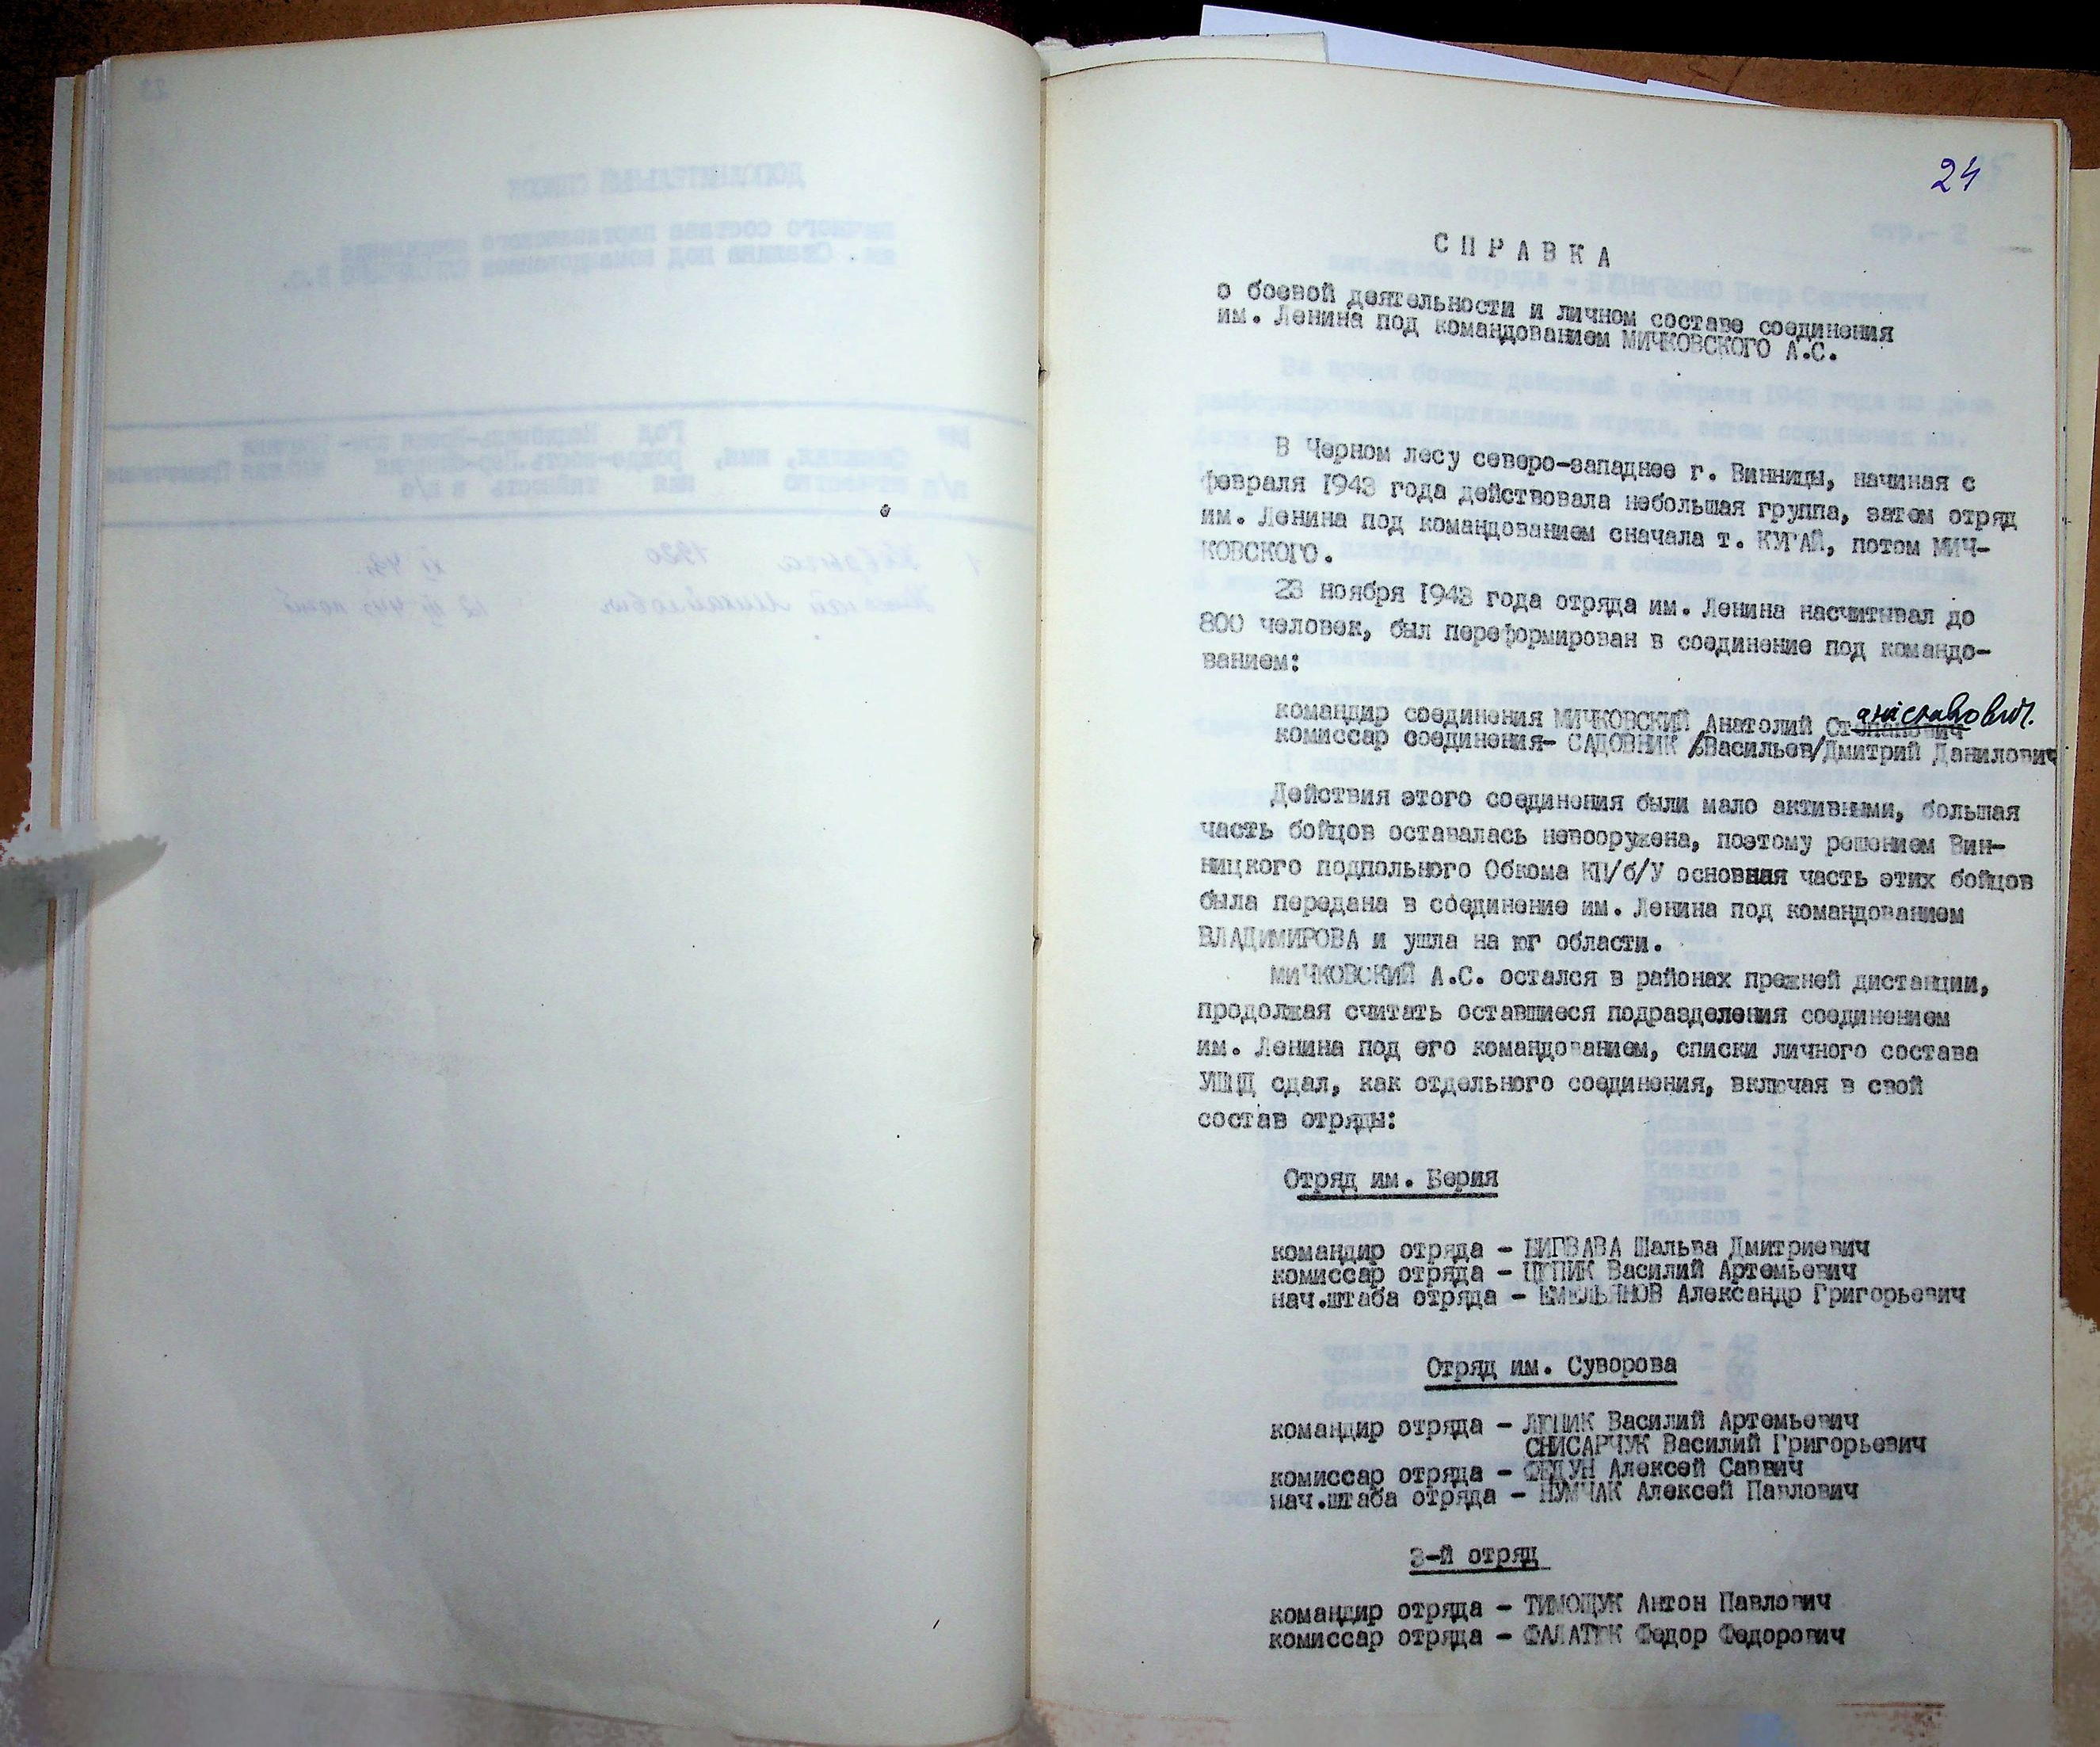 24
СПРАВКА
о боевой деятельности и личном составе соединения
им. Ленина под командованием МИЧКОВСКОГО А.С.
В Черном лесу северо-западнее г. Винницы, начиная с
февраля 1943 года действовала небольшая группа, затем отряд
им. Ленина под командованием сначала т. КУГАЙ, потом МИЧ-
КОВСКОГО.
23 ноября 1943 года отряда им. Ленина насчитывал до
800 человек, был переформирован в соединение под командо-
ванием:
аніславович.
командир соединения МИЧКОВСКИЙ Анатолий Степанович
комиссар соединения- САДОВНИК /Васильев/Дмитрий Данилович
Действия этого соединения были мало активными, большая
часть бойцов оставалась невооружена, поэтому решением Вин-
ницкого подпольного Обкома КП/б/У основная часть этих бойцов
была передана в соединение им. Ленина под командованием
ВЛАДИМИРОВА и ушла на юг области.
МИЧКОВСКИЙ А.С. остался в районах прежней дистанции,
продолжая считать оставшиеся подразделения соединением
им. Ленина под его командованием, списки личного состава
УШПД сдал, как отдельного соединения, включая в свой
состав отряды:
Отряд им. Берия
командир отряда - Шальва Дмитриевич
комиссар отряда - Василий Артемьевич
нач.штаба отряда - ЕМЕЛЬЯНОВ Александр Григорьевич
Отряд им. Суворова
командир отряда - Василий Артемьевич
СНИСАРЧУК Василий Григорьевич
комиссар отряда - ФЕДУН Алексей Саввич
нач.штаба отряда - Алексей Павлович
3-й отряд
командир отряда - ТИМОЩУК Антон Павлович
комиссар отряда - ФАЛАТЮК Федор Федорович